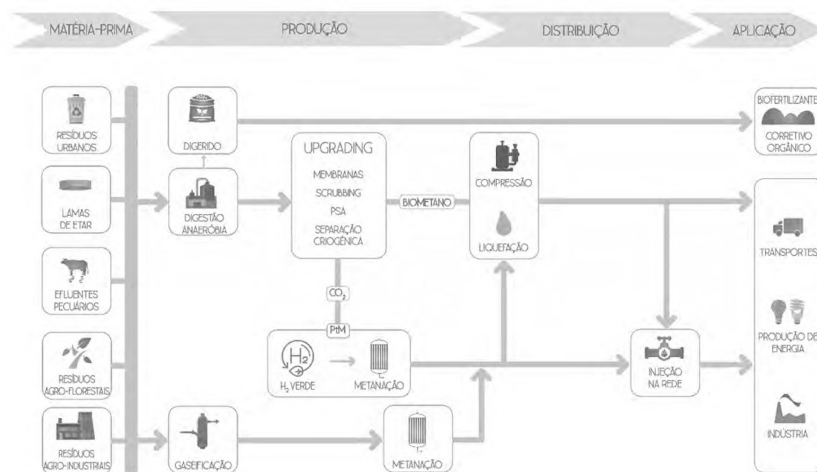 MATÉRIA-PRIMA
PRODUÇÃO
DISTRIBUIÇÃO
APLICAÇÃO
RESÍDUOS
URBANOS
LAMAS
DE ETAR
EFLUENTES
PECUÁRIOS
RESÍDUOS
AGRO-FLORESTAIS
RESÍDUOS
AGRO-INDUSTRIAIS
DIGERIDO
DIGESTÃO
ANAERÓBIA
GASEIFICAÇÃO
UPGRADING
MEMBRANAS
SCRUBBING
PSA
SEPARAÇÃO
CRIOGÉNICA
CO₂
PtM
H₂
H₂ VERDE
METANAÇÃO
METANAÇÃO
BIOMETANO
COMPRESSÃO
LIQUEFAÇÃO
INJEÇÃO
NA REDE
BIOFERTILIZANTE
CORRETIVO
ORGÂNICO
TRANSPORTES
PRODUÇÃO DE
ENERGIA
INDÚSTRIA